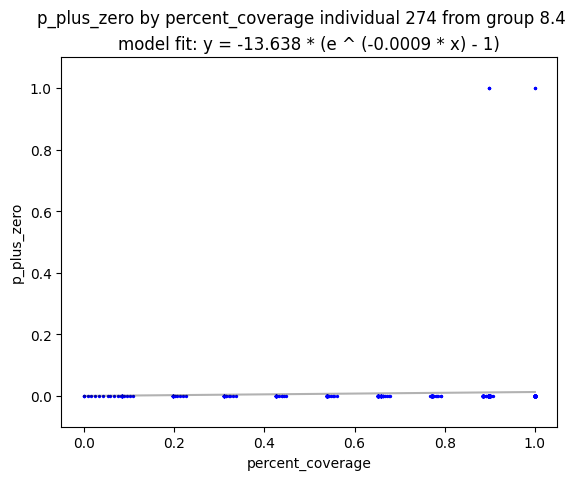 p_plus_zero by percent_coverage individual 274 from group 8.4
model fit: y = -13.638 * (e ^ (-0.0009 * x) - 1)
1.0
0.8
0.6
0.4
0.2
0.0
p_plus_zero
0.0 0.2 0.4 0.6 0.8 1.0
percent_coverage